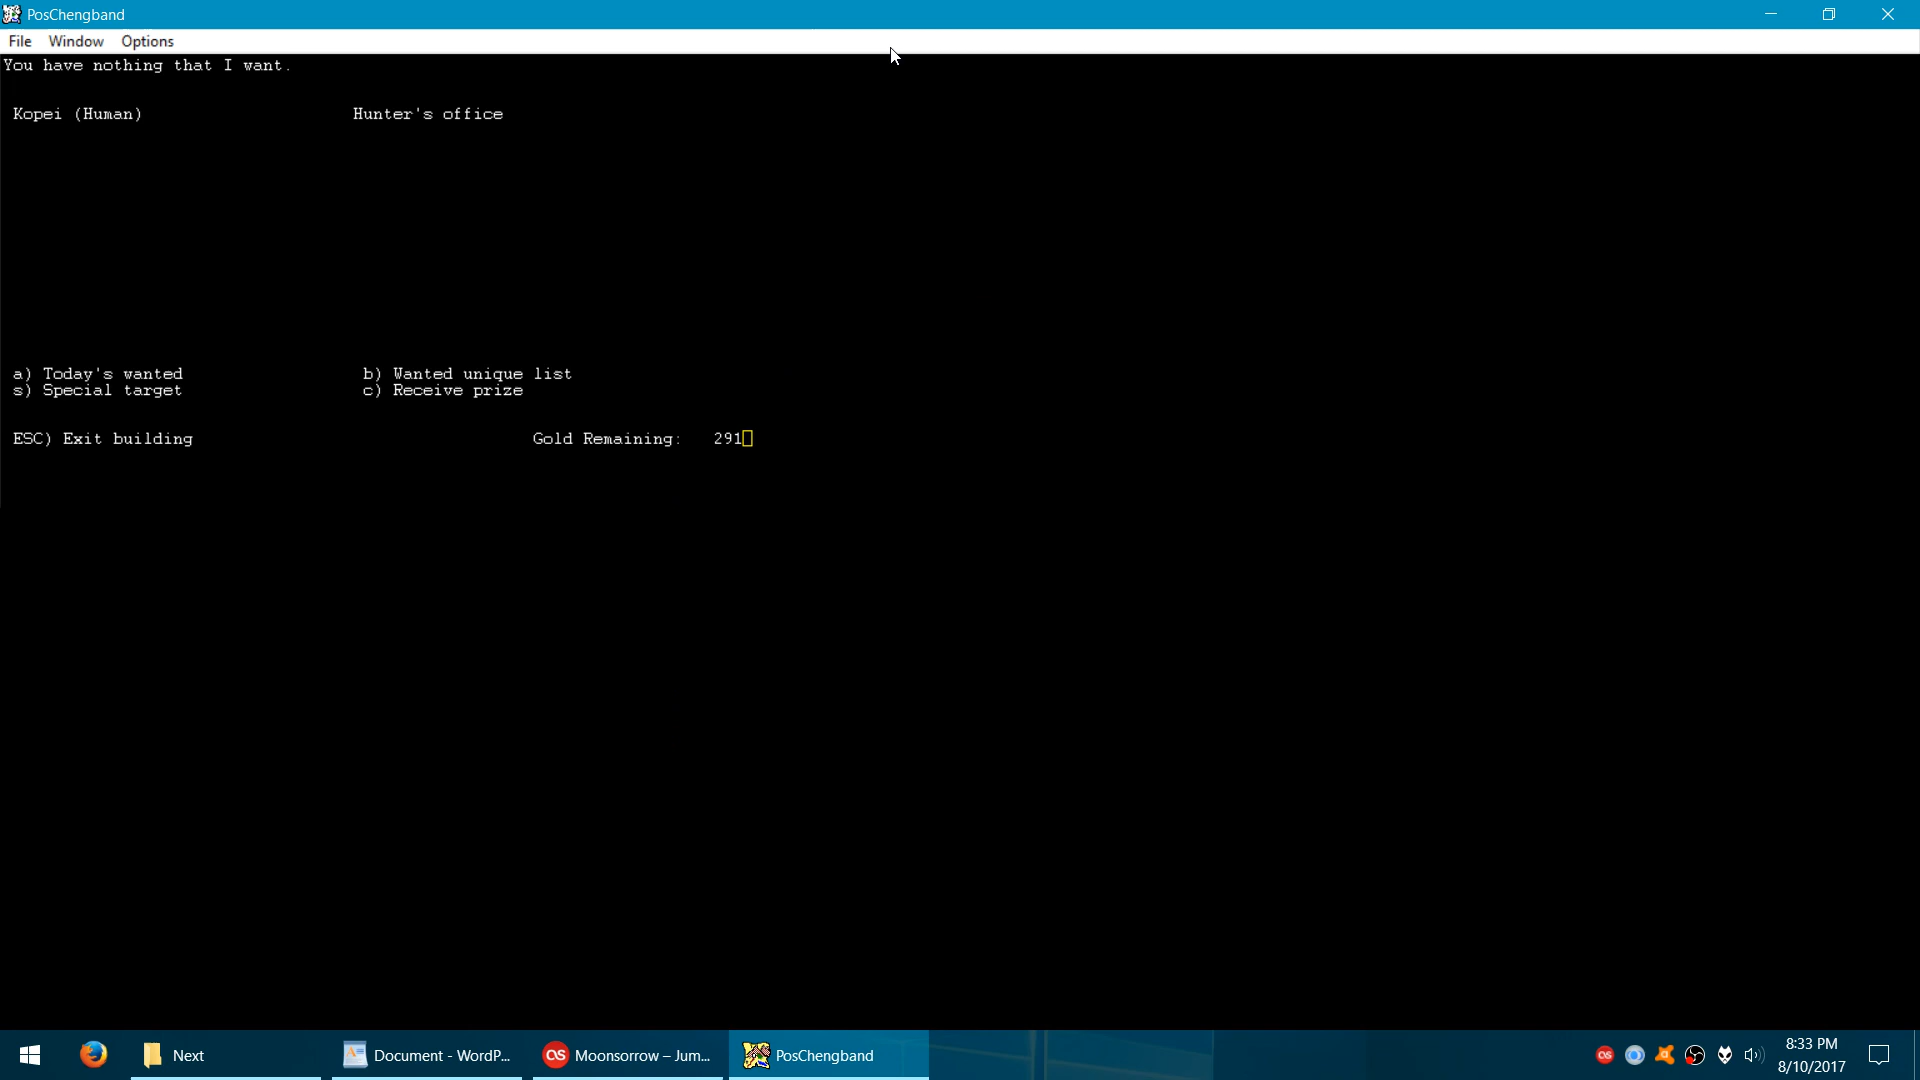 PosChengband
File Window Options
You have nothing that I want.
Kopei (Human) Hunter's office
a) Today's wanted b) Wanted unique list
s) Special target c) Receive prize
ESC) Exit building Gold Remaining: 291
Next Document - WordP... Moonsorrow – Jum... PosChengband
8:33 PM
8/10/2017